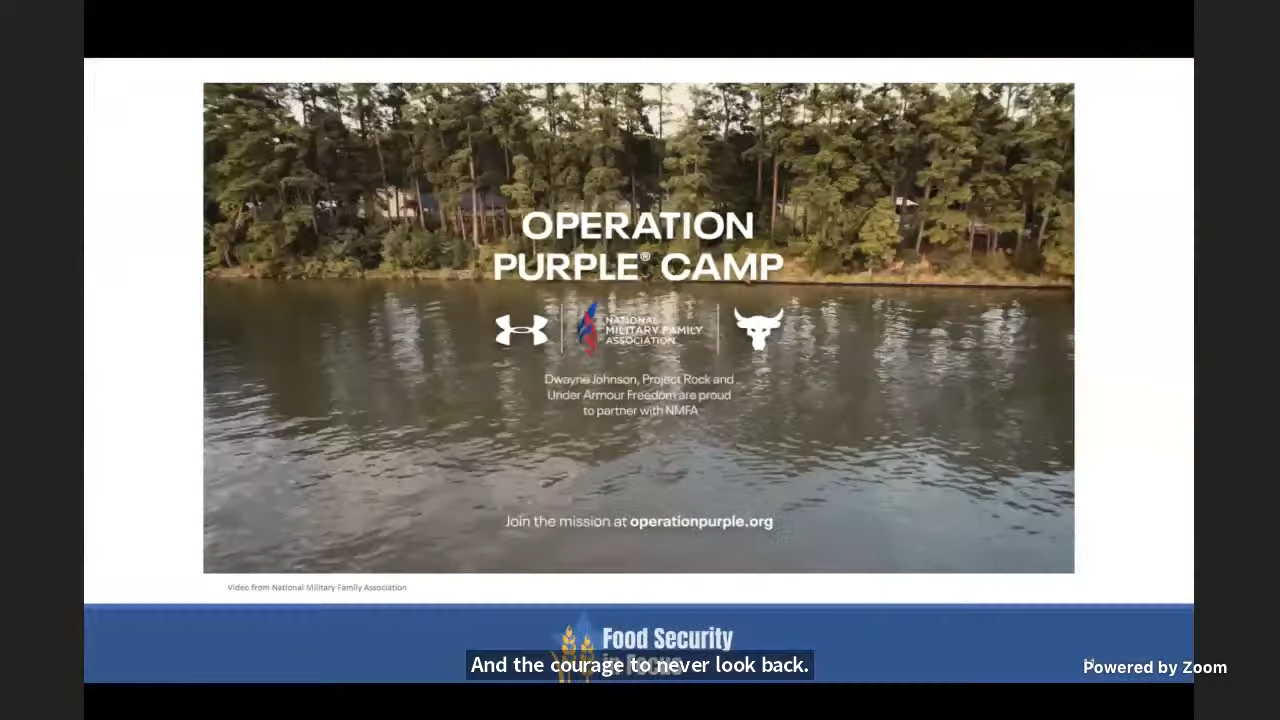 OPERATION
PURPLE® CAMP
NATIONAL
MILITARY FAMILY
ASSOCIATION
Dwayne Johnson, Project Rock and
Under Armour Freedom are proud
to partner with NMFA
Join the mission at operationpurple.org
Video from National Military Family Association
Food Security
in Focus
And the courage to never look back.
Powered by Zoom